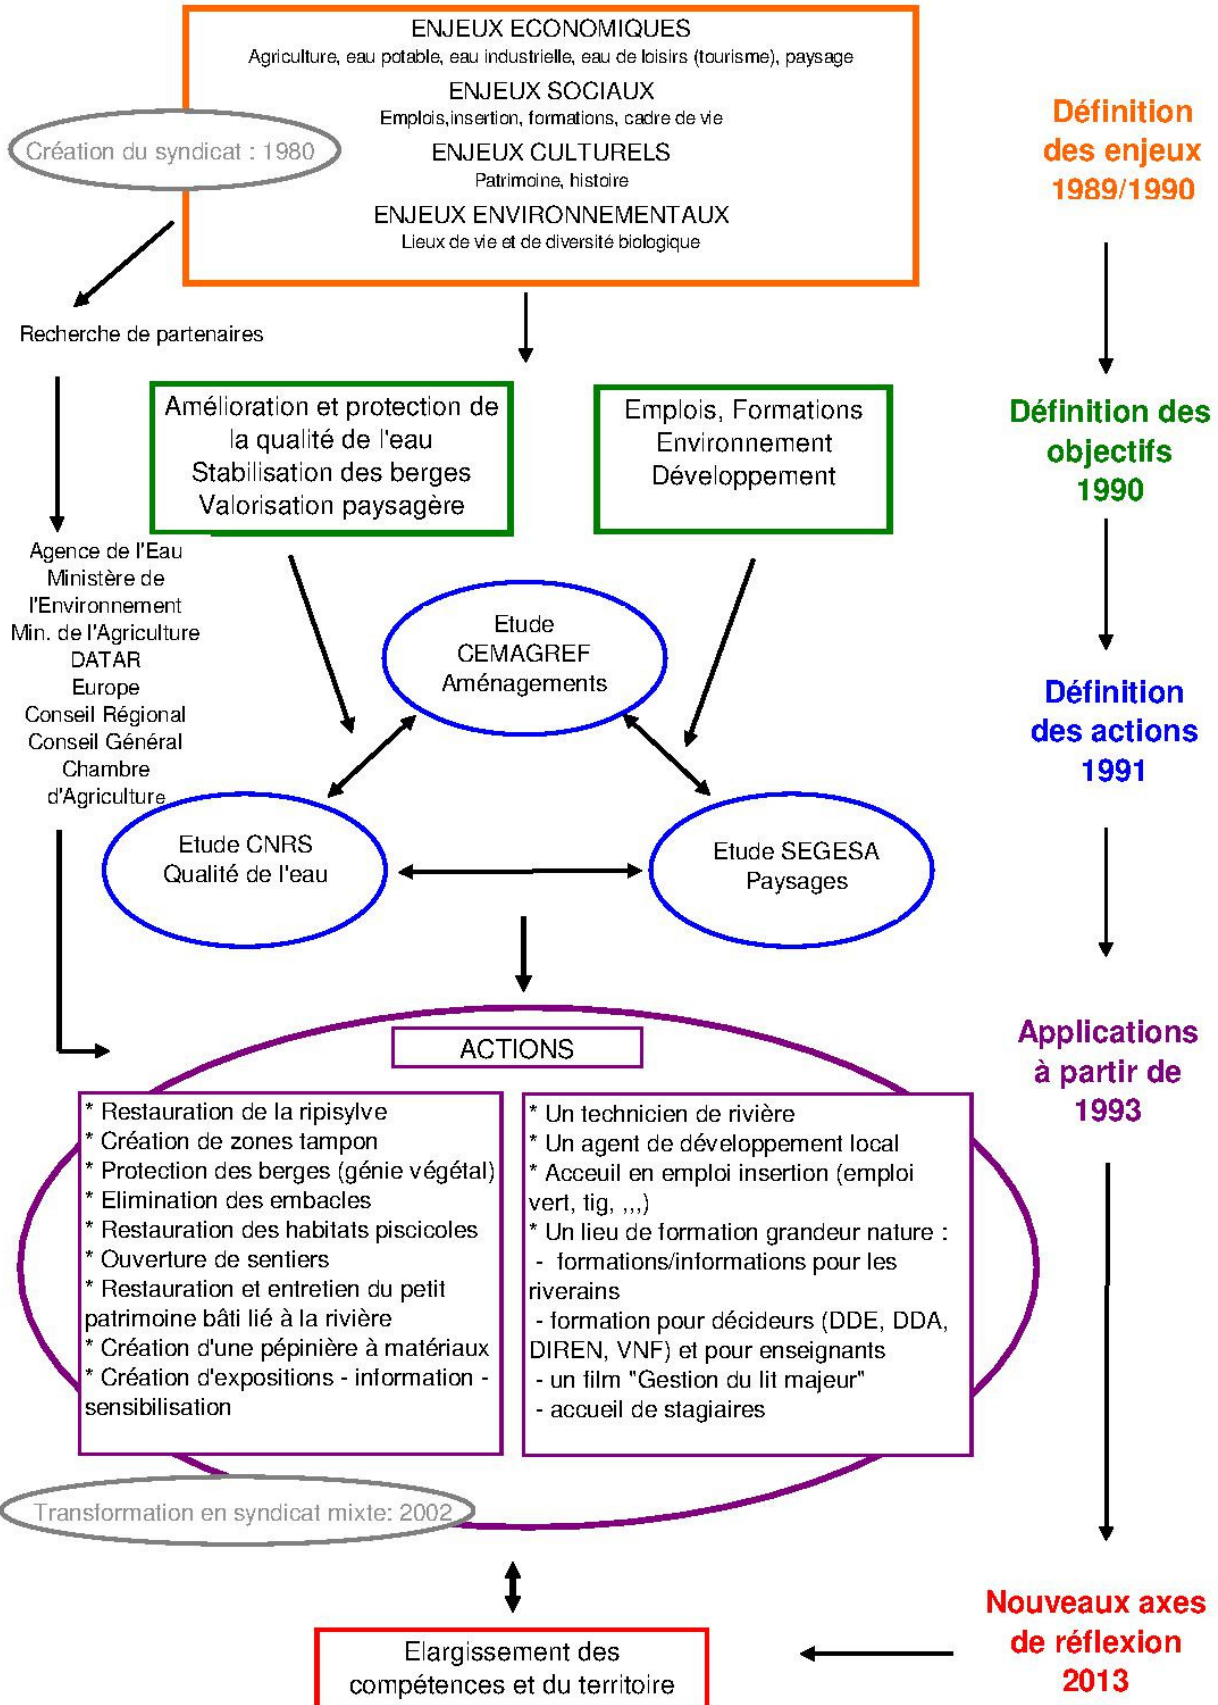 ENJEUX ECONOMIQUES
Agriculture, eau potable, eau industrielle, eau de loisirs (tourisme), paysage
ENJEUX SOCIAUX
Emplois,insertion, formations, cadre de vie
ENJEUX CULTURELS
Patrimoine, histoire
ENJEUX ENVIRONNEMENTAUX
Lieux de vie et de diversité biologique
Création du syndicat : 1980
Définition
des enjeux
1989/1990
Recherche de partenaires
Amélioration et protection de
la qualité de l'eau
Stabilisation des berges
Valorisation paysagère
Emplois, Formations
Environnement
Développement
Définition des
objectifs
1990
Agence de l'Eau
Ministère de
l'Environnement
Min. de l'Agriculture
DATAR
Europe
Conseil Régional
Conseil Général
Chambre
d'Agriculture
Etude
CEMAGREF
Aménagements
Etude CNRS
Qualité de l'eau
Etude SEGESA
Paysages
Définition
des actions
1991
ACTIONS
* Restauration de la ripisylve
* Création de zones tampon
* Protection des berges (génie végétal)
* Elimination des embacles
* Restauration des habitats piscicoles
* Ouverture de sentiers
* Restauration et entretien du petit
patrimoine bâti lié à la rivière
* Création d'une pépinière à matériaux
* Création d'expositions - information -
sensibilisation
* Un technicien de rivière
* Un agent de développement local
* Acceuil en emploi insertion (emploi
vert, tig, ,,,)
* Un lieu de formation grandeur nature :
- formations/informations pour les
riverains
- formation pour décideurs (DDE, DDA,
DIREN, VNF) et pour enseignants
- un film "Gestion du lit majeur"
- accueil de stagiaires
Applications
à partir de
1993
Transformation en syndicat mixte: 2002
Elargissement des
compétences et du territoire
Nouveaux axes
de réflexion
2013